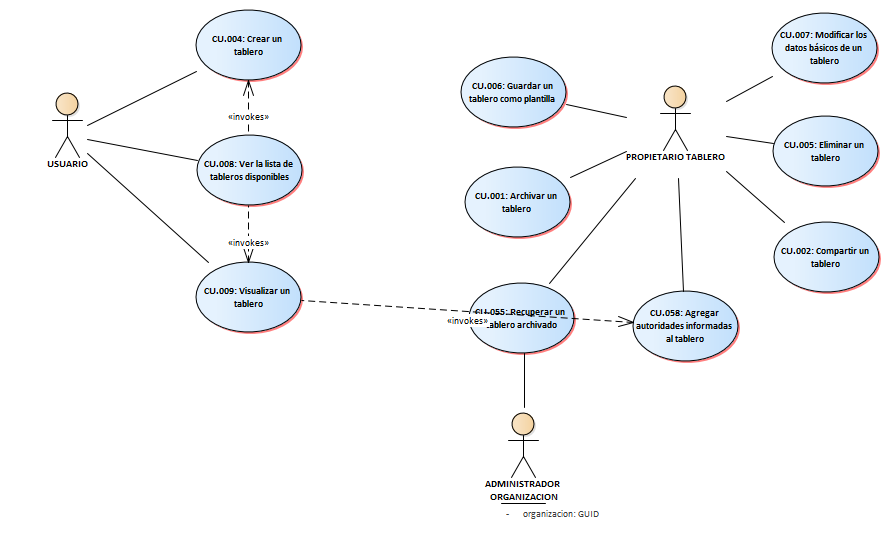 CU.004: Crear un
tablero
«invokes»
USUARIO
CU.008: Ver la lista de
tableros disponibles
«invokes»
CU.009: Visualizar un
tablero
CU.006: Guardar un
tablero como plantilla
CU.007: Modificar los
datos básicos de un
tablero
PROPIETARIO TABLERO
CU.005: Eliminar un
tablero
CU.001: Archivar un
tablero
CU.002: Compartir un
tablero
CU.055: Recuperar un
tablero archivado
«invokes»
CU.058: Agregar
autoridades informadas
al tablero
ADMINISTRADOR
ORGANIZACION
- organizacion: GUID